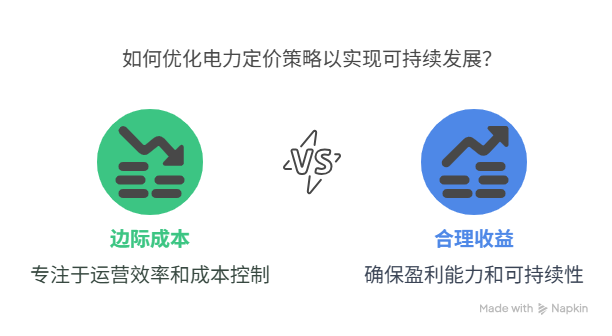 如何优化电力定价策略以实现可持续发展？
VS
边际成本
合理收益
专注于运营效率和成本控制
确保盈利能力和可持续性
Made with Napkin